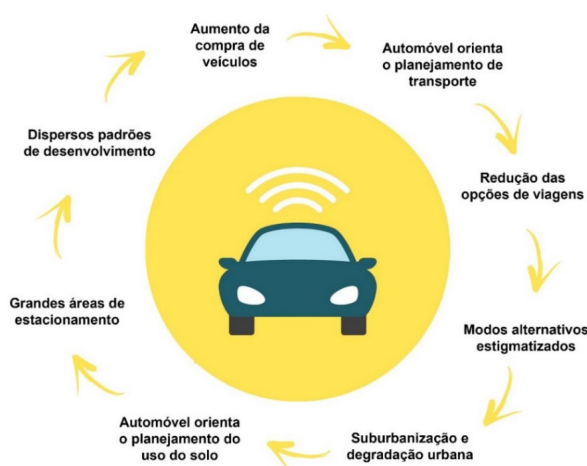 Aumento da
compra de
veículos
Automóvel orienta
o planejamento de
transporte
Redução das
opções de viagens
Modos alternativos
estigmatizados
Suburbanização e
degradação urbana
Automóvel orienta
o planejamento do
uso do solo
Grandes áreas de
estacionamento
Dispersos padrões
de desenvolvimento